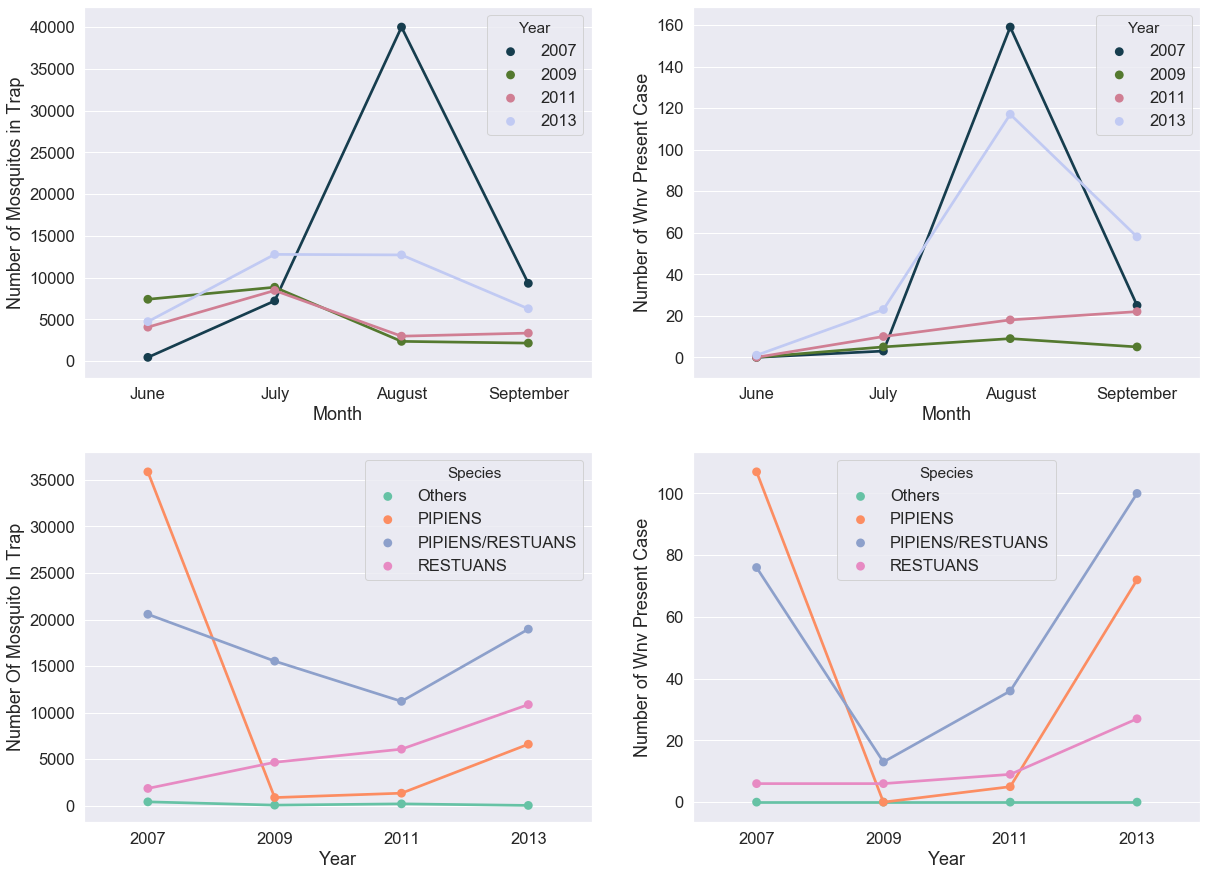 Number of Mosquitos in Trap
40000
35000
30000
25000
20000
15000
10000
5000
0
June July August September
Month
Year
2007
2009
2011
2013
Number of Wnv Present Case
160
140
120
100
80
60
40
20
0
June July August September
Month
Year
2007
2009
2011
2013
Number Of Mosquito In Trap
35000
30000
25000
20000
15000
10000
5000
0
2007 2009 2011 2013
Year
Species
Others
PIPIENS
PIPIENS/RESTUANS
RESTUANS
Number of Wnv Present Case
100
80
60
40
20
0
2007 2009 2011 2013
Year
Species
Others
PIPIENS
PIPIENS/RESTUANS
RESTUANS